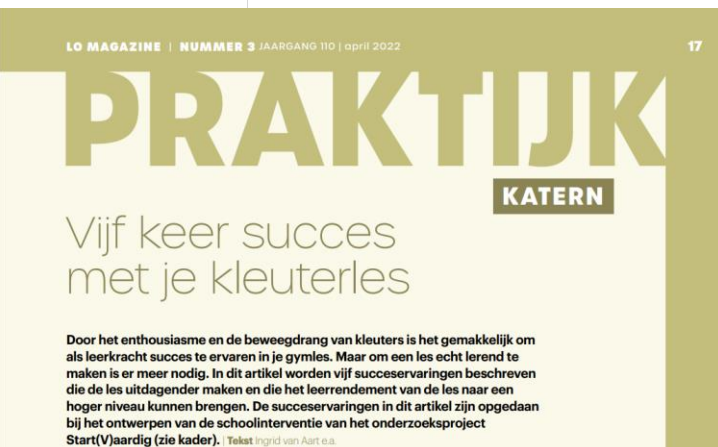 LO MAGAZINE | NUMMER 3 JAARGANG 110 | april 2022
17
PRAKTIJK
KATERN
Vijf keer succes
met je kleuterles
Door het enthousiasme en de beweegdrang van kleuters is het gemakkelijk om
als leerkracht succes te ervaren in je gymles. Maar om een les echt lerend te
maken is er meer nodig. In dit artikel worden vijf succeservaringen beschreven
die de les uitdagender maken en die het leerrendement van de les naar een
hoger niveau kunnen brengen. De succeservaringen in dit artikel zijn opgedaan
bij het ontwerpen van de schoolinterventie van het onderzoeksproject
Start(V)aardig (zie kader). | Tekst Ingrid van Aart e.a.